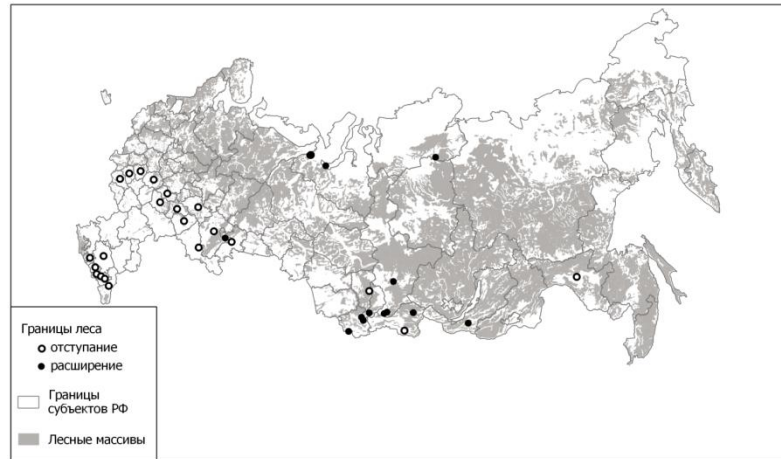 Границы леса
отступание
расширение
Границы
субъектов РФ
Лесные массивы